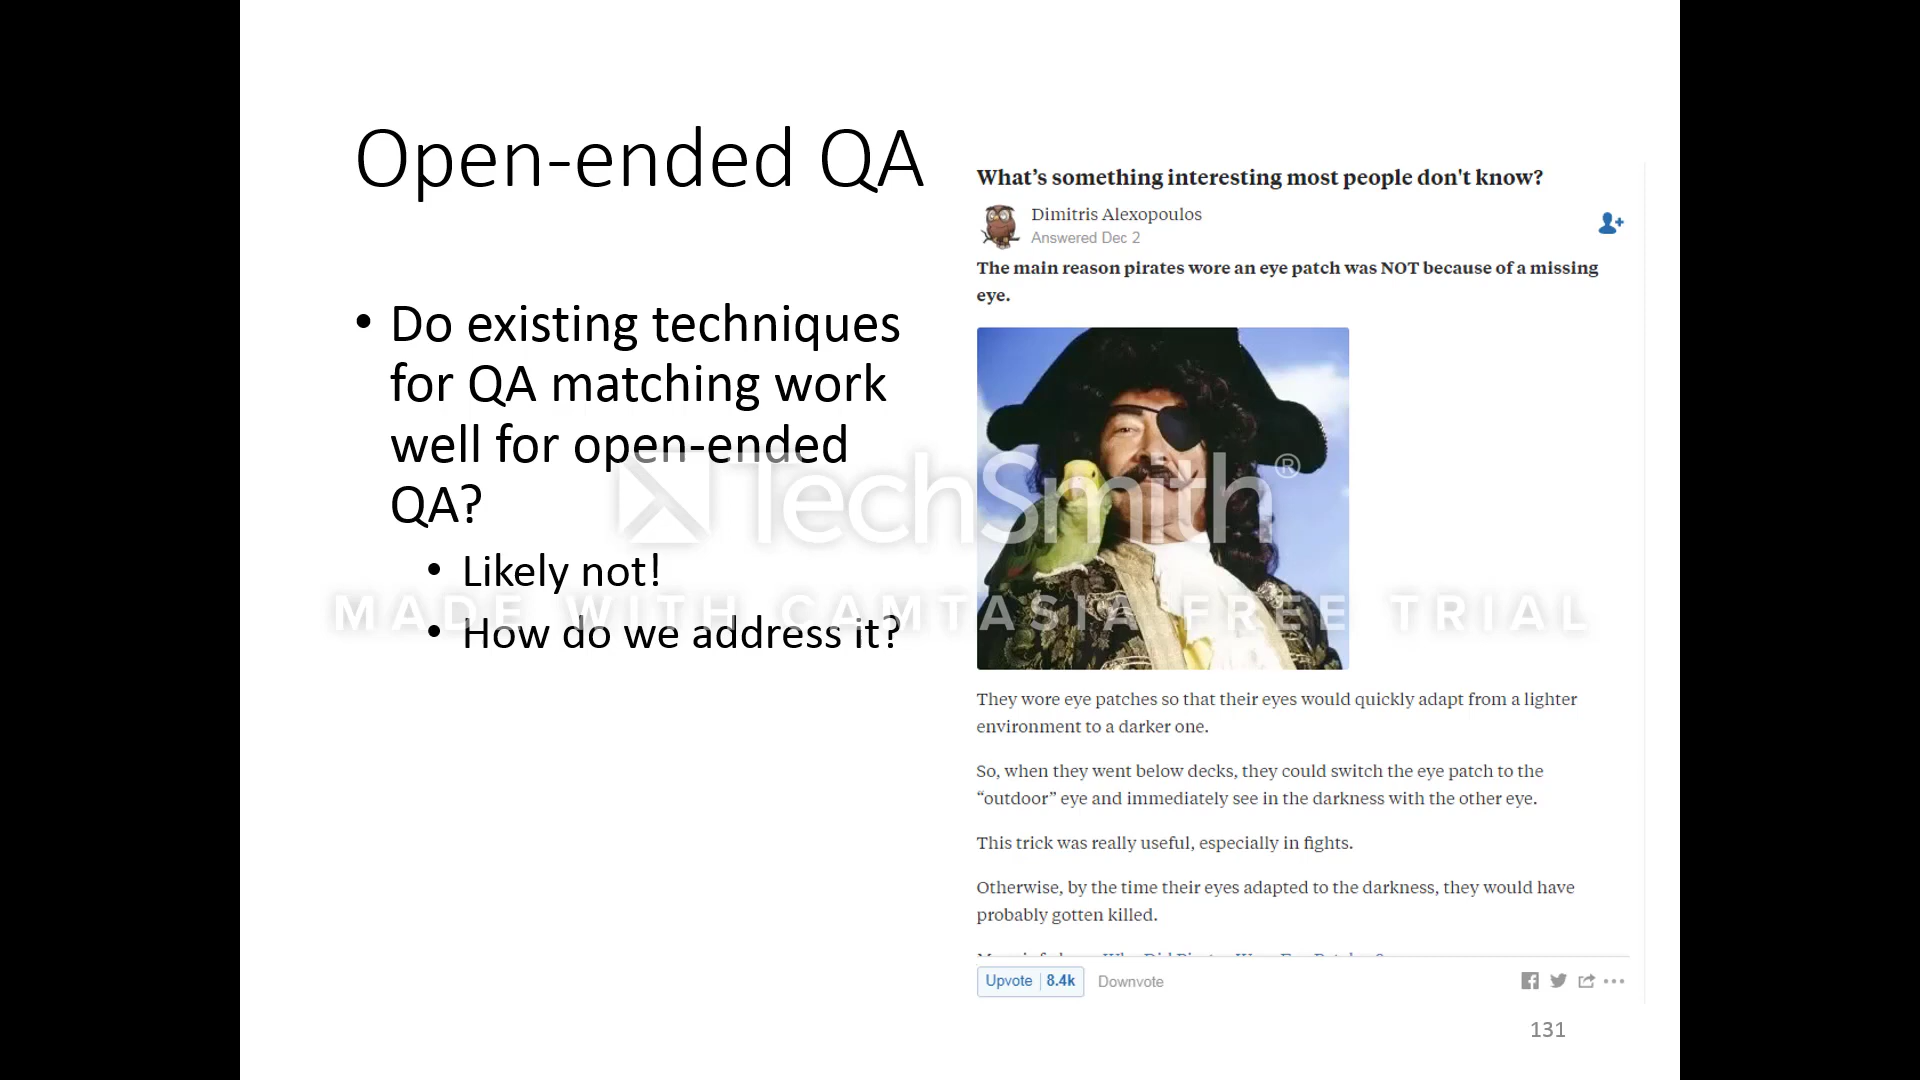 Open-ended QA
• Do existing techniques
for QA matching work
well for open-ended
QA?
• Likely not!
• How do we address it?
What’s something interesting most people don't know?
Dimitris Alexopoulos
Answered Dec 2
The main reason pirates wore an eye patch was NOT because of a missing
eye.
They wore eye patches so that their eyes would quickly adapt from a lighter
environment to a darker one.
So, when they went below decks, they could switch the eye patch to the
“outdoor” eye and immediately see in the darkness with the other eye.
This trick was really useful, especially in fights.
Otherwise, by the time their eyes adapted to the darkness, they would have
probably gotten killed.
Upvote | 8.4k Downvote
131
TechSmith®
MADE WITH CAMTASIA FREE TRIAL